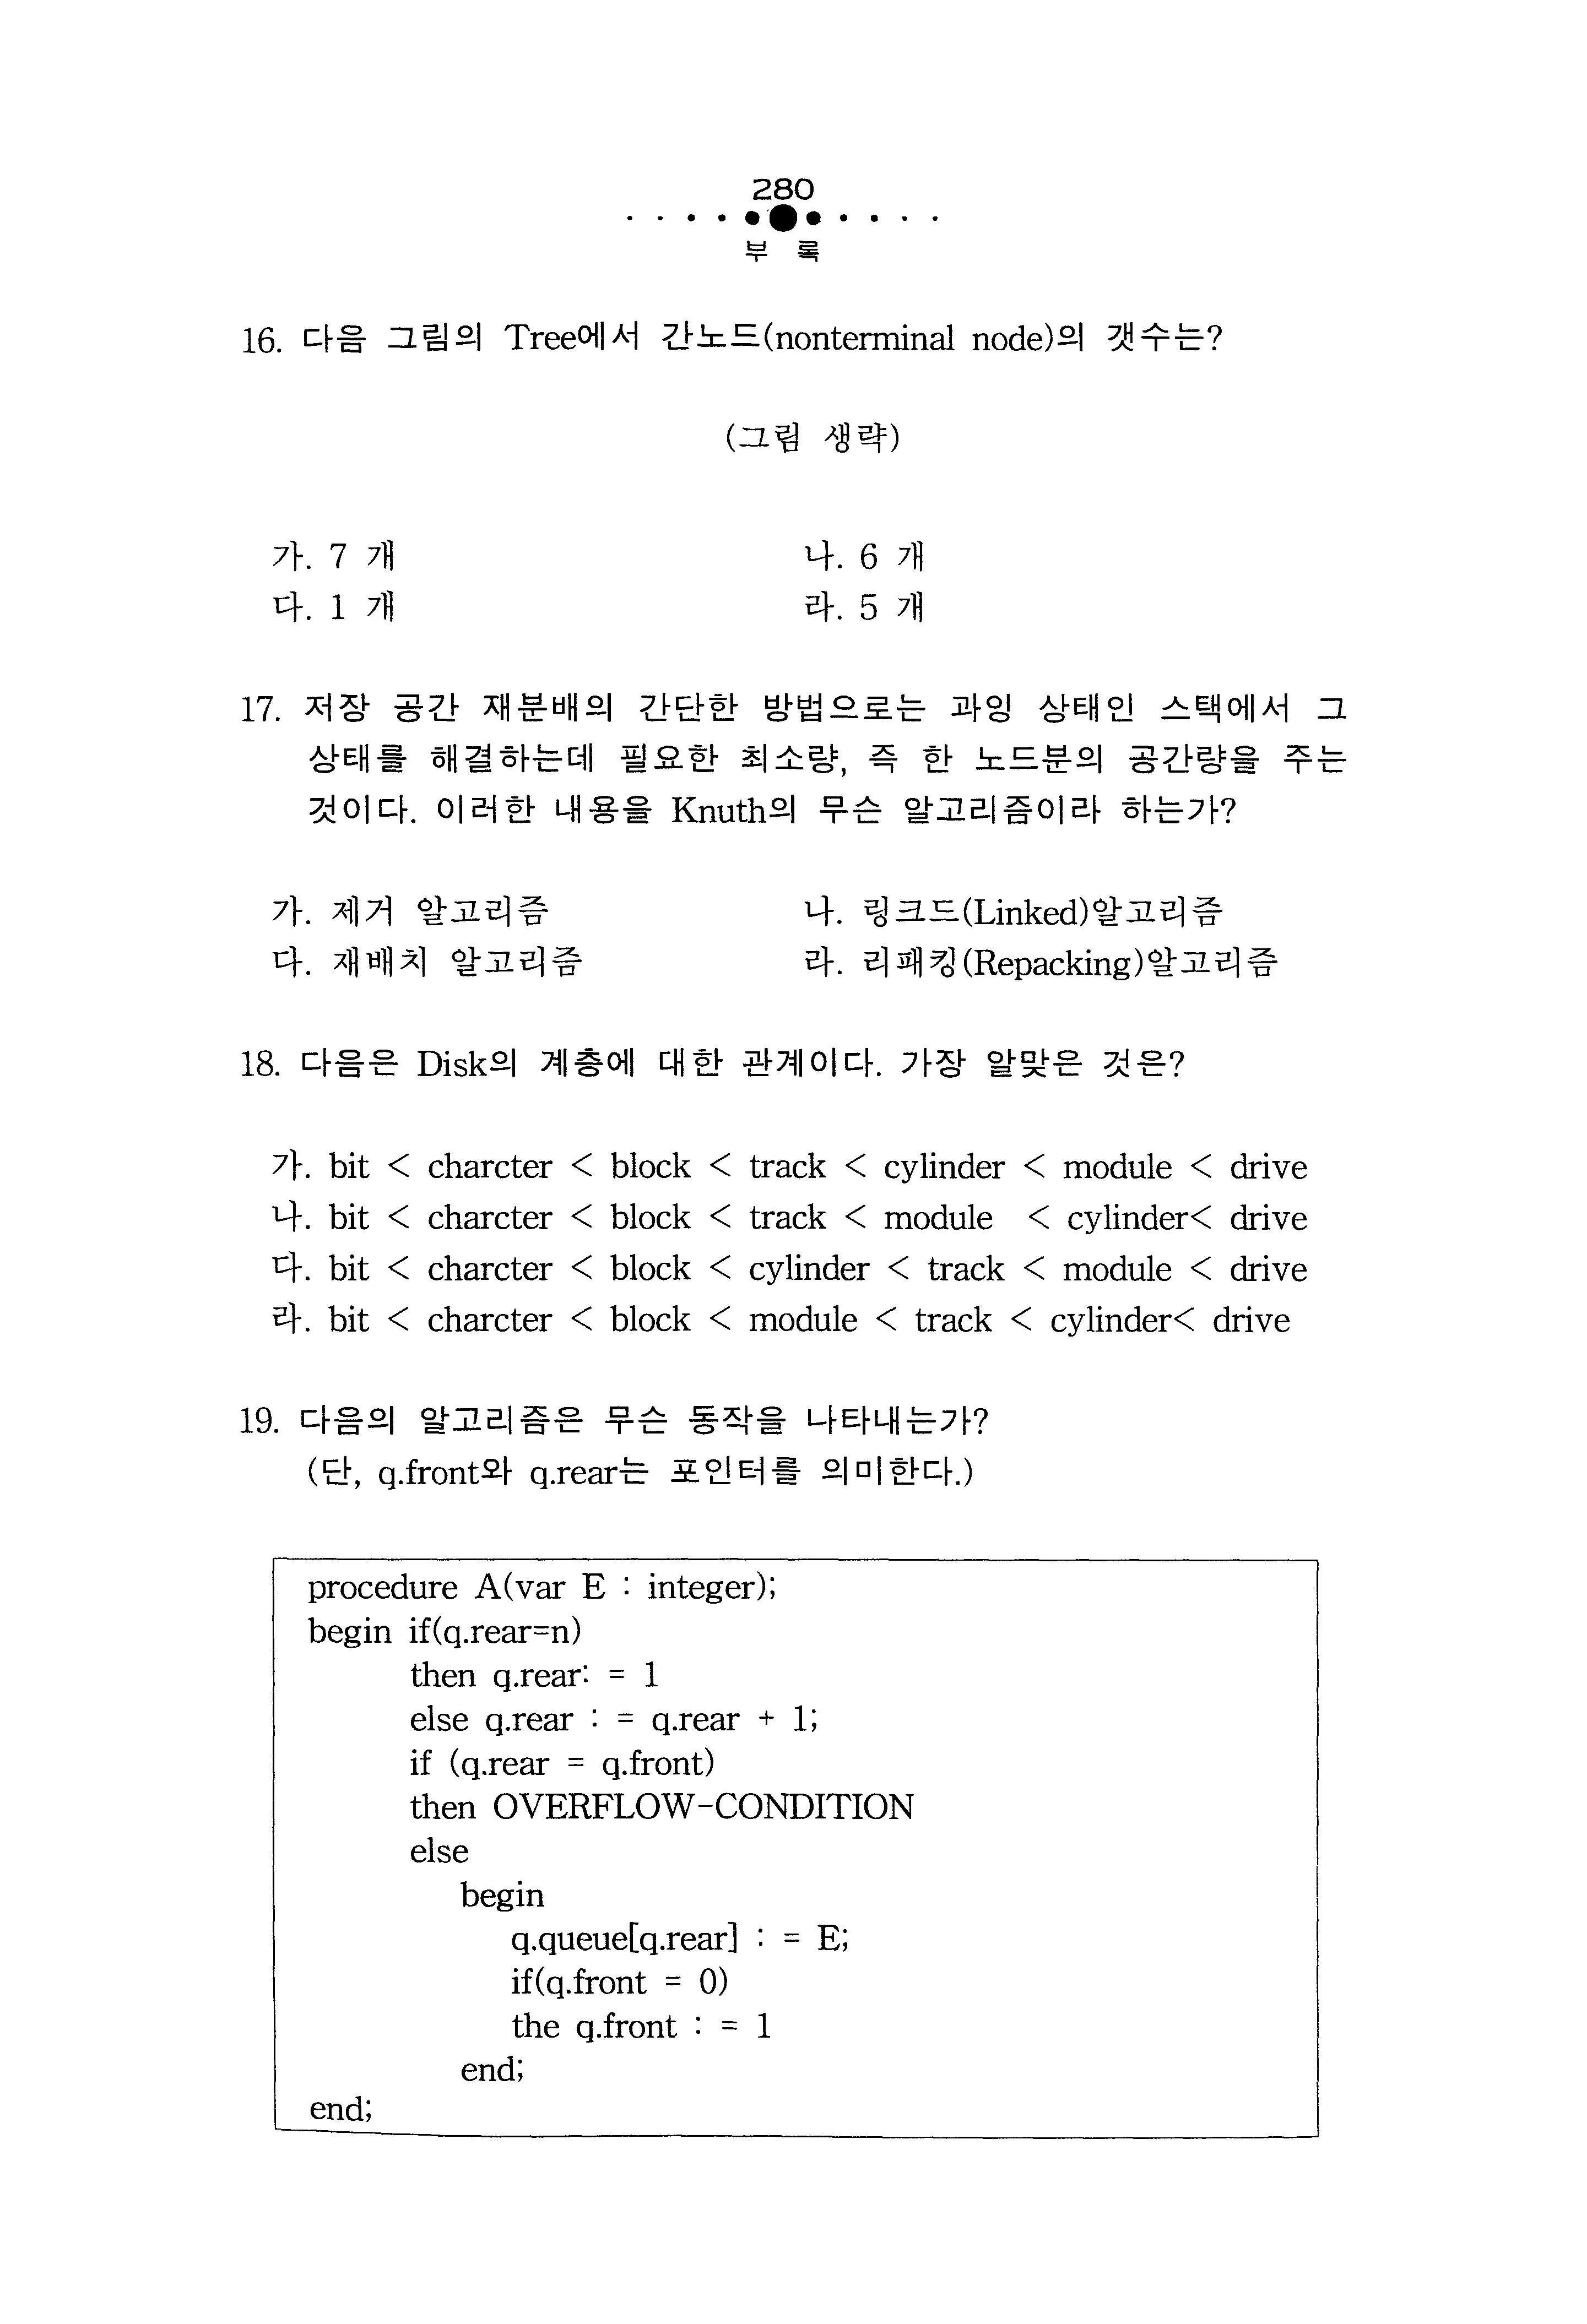 280
부 록
16. 다음 그림의 Tree에서 간노드(nonterminal node)의 갯수는?
(그림 생략)
가. 7 개 나. 6 개
다. 1 개 라. 5 개
17. 저장 공간 재분배의 간단한 방법으로는 과잉 상태인 스택에서 그
상태를 해결하는데 필요한 최소량, 즉 한 노드분의 공간량을 주는
것이다. 이러한 내용을 Knuth의 무슨 알고리즘이라 하는가?
가. 제거 알고리즘 나. 링크드(Linked)알고리즘
다. 재배치 알고리즘 라. 리패킹(Repacking)알고리즘
18. 다음은 Disk의 계층에 대한 관계이다. 가장 알맞은 것은?
가. bit < charcter < block < track < cylinder < module < drive
나. bit < charcter < block < track < module < cylinder< drive
다. bit < charcter < block < cylinder < track < module < drive
라. bit < charcter < block < module < track < cylinder< drive
19. 다음의 알고리즘은 무슨 동작을 나타내는가?
(단, q.front와 q.rear는 포인터를 의미한다.)
procedure A(var E : integer);
begin if(q.rear=n)
then q.rear: = 1
else q.rear : = q.rear + 1;
if (q.rear = q.front)
then OVERFLOW-CONDITION
else
begin
q.queue[q.rear] : = E;
if(q.front = 0)
the q.front : = 1
end;
end;